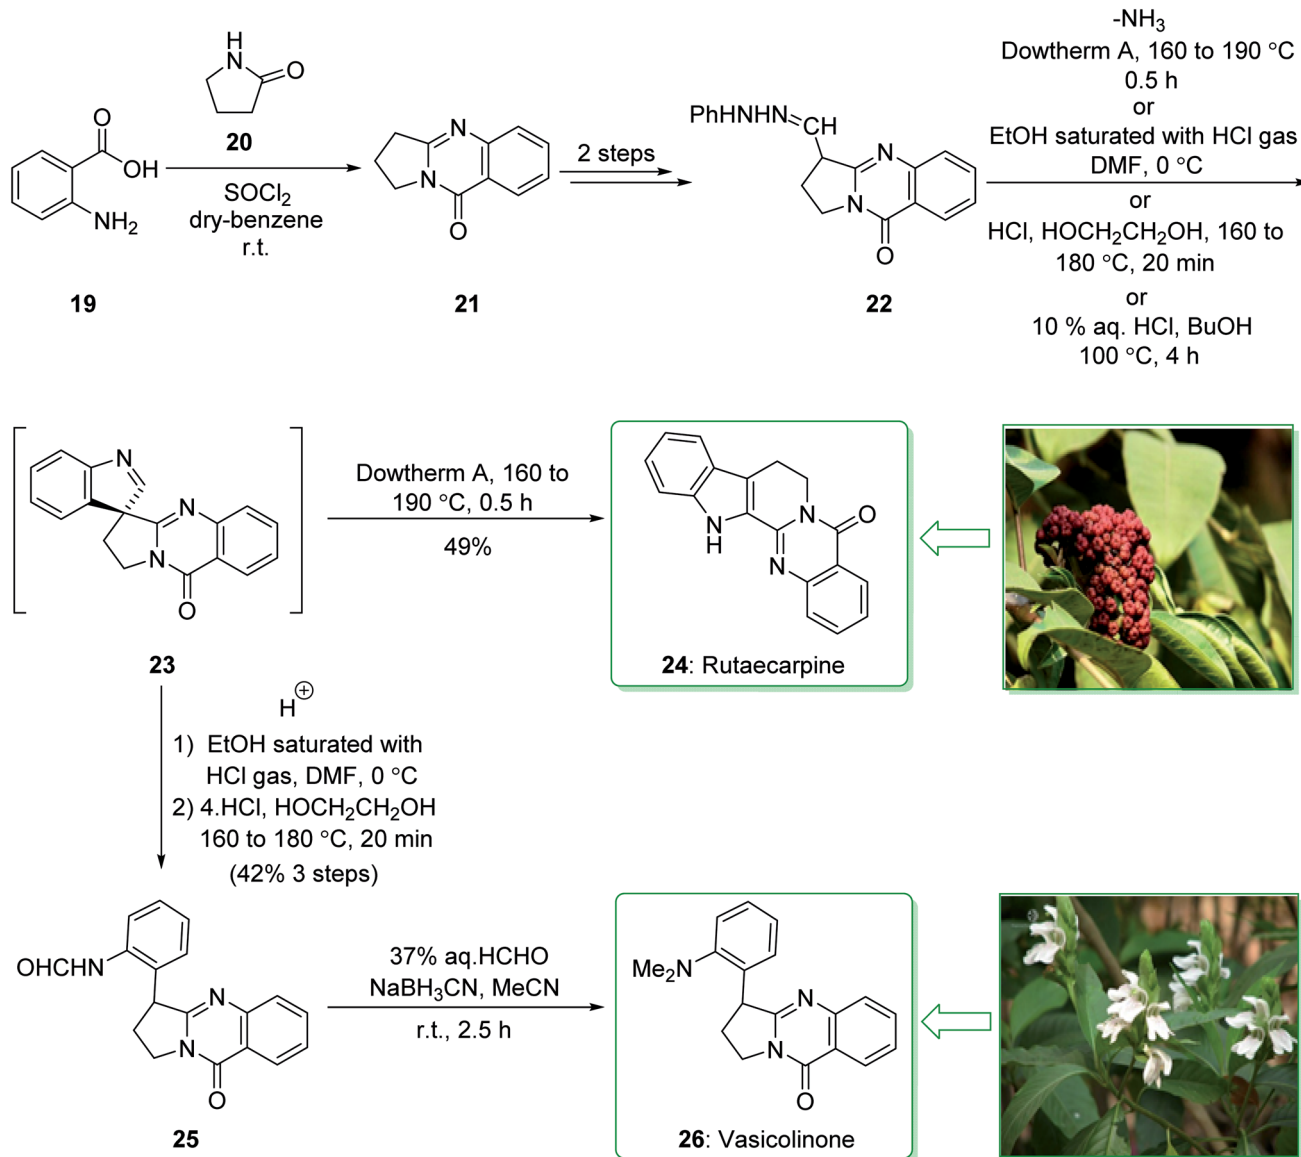 H
N
O
20
O
OH
NH₂
19
SOCl₂
dry-benzene
r.t.
N
N
O
21
2 steps
PhHNHN
CH
N
N
O
22
-NH₃
Dowtherm A, 160 to 190 °C
0.5 h
or
EtOH saturated with HCl gas
DMF, 0 °C
or
HCl, HOCH₂CH₂OH, 160 to
180 °C, 20 min
or
10 % aq. HCl, BuOH
100 °C, 4 h
N
N
N
O
23
Dowtherm A, 160 to
190 °C, 0.5 h
49%
N
H
N
O
N
24: Rutaecarpine
H⊕
1) EtOH saturated with
HCl gas, DMF, 0 °C
2) 4.HCl, HOCH₂CH₂OH
160 to 180 °C, 20 min
(42% 3 steps)
OHCHN
N
N
O
25
37% aq.HCHO
NaBH₃CN, MeCN
r.t., 2.5 h
Me₂N
N
N
O
26: Vasicolinone